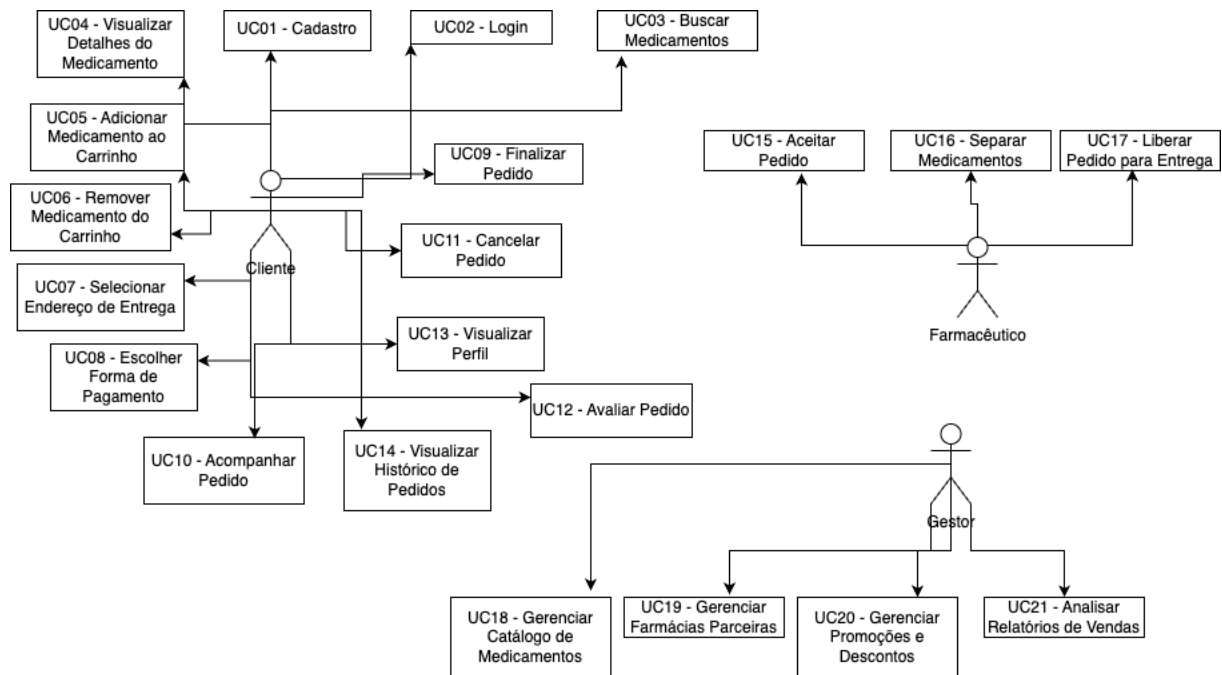 UC04 - Visualizar
Detalhes do
Medicamento
UC01 - Cadastro
UC02 - Login
UC03 - Buscar
Medicamentos
UC05 - Adicionar
Medicamento ao
Carrinho
UC09 - Finalizar
Pedido
UC15 - Aceitar
Pedido
UC16 - Separar
Medicamentos
UC17 - Liberar
Pedido para Entrega
UC06 - Remover
Medicamento do
Carrinho
UC11 - Cancelar
Pedido
Cliente
UC07 - Selecionar
Endereço de Entrega
Farmacêutico
UC13 - Visualizar
Perfil
UC08 - Escolher
Forma de
Pagamento
UC12 - Avaliar Pedido
UC10 - Acompanhar
Pedido
UC14 - Visualizar
Histórico de
Pedidos
Gestor
UC18 - Gerenciar
Catálogo de
Medicamentos
UC19 - Gerenciar
Farmácias Parceiras
UC20 - Gerenciar
Promoções e
Descontos
UC21 - Analisar
Relatórios de Vendas